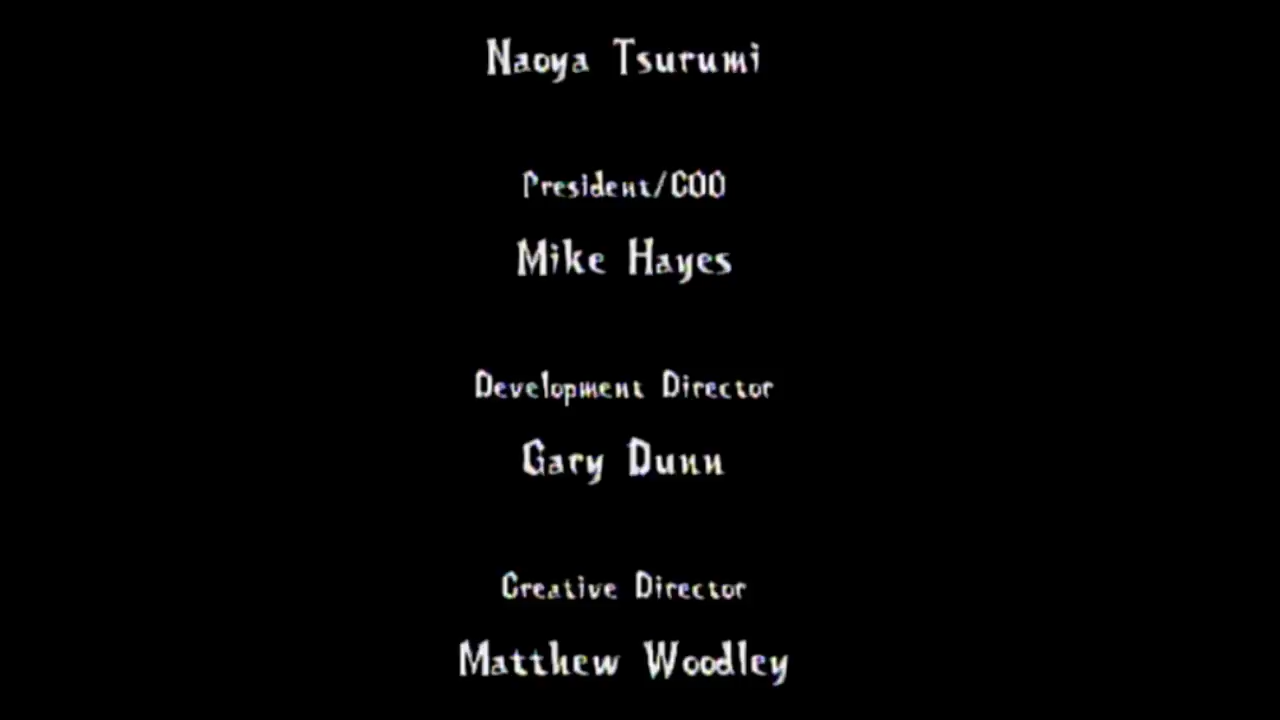 Naoya Tsurumi
President/COO
Mike Hayes
Development Director
Gary Dunn
Creative Director
Matthew Woodley